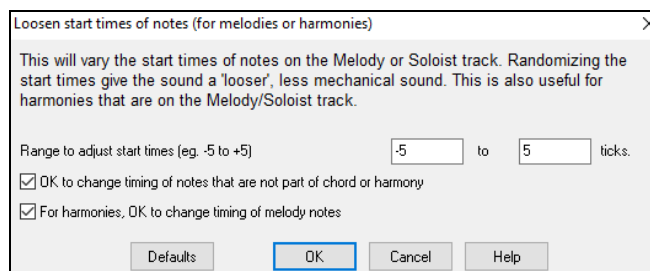 Loosen start times of notes (for melodies or harmonies)
This will vary the start times of notes on the Melody or Soloist track. Randomizing the
start times give the sound a 'looser', less mechanical sound. This is also useful for
harmonies that are on the Melody/Soloist track.
Range to adjust start times (eg. -5 to +5) -5 to 5 ticks.
OK to change timing of notes that are not part of chord or harmony
For harmonies, OK to change timing of melody notes
Defaults OK Cancel Help